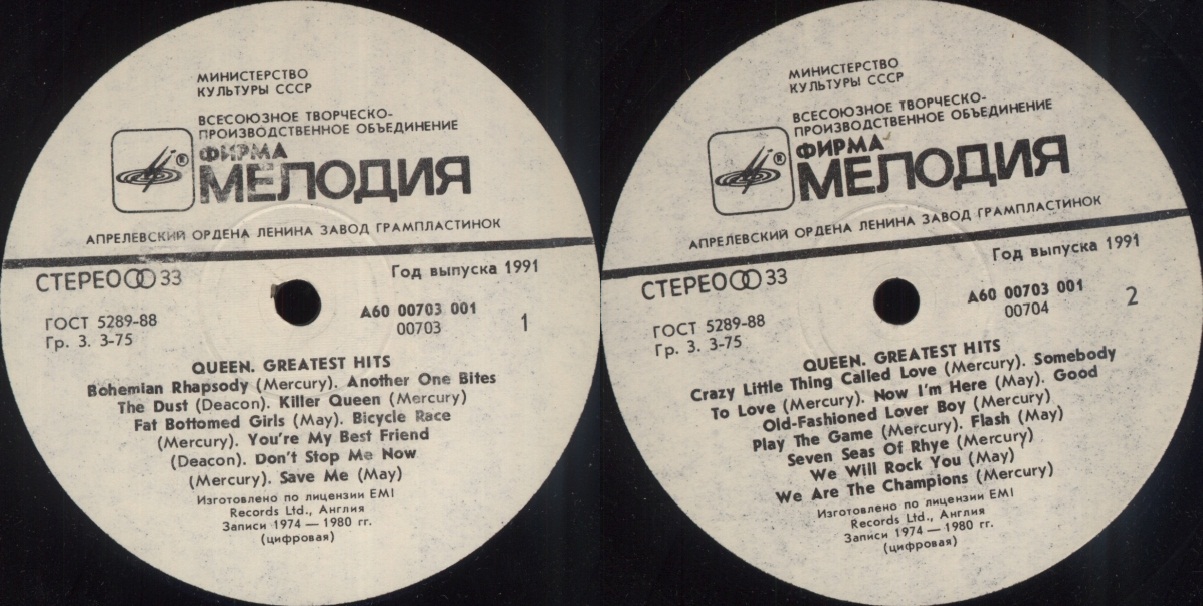 МИНИСТЕРСТВО
КУЛЬТУРЫ СССР
ВСЕСОЮЗНОЕ ТВОРЧЕСКО-
ПРОИЗВОДСТВЕННОЕ ОБЪЕДИНЕНИЕ
®
ФИРМА
МЕЛОДИЯ
АПРЕЛЕВСКИЙ ОРДЕНА ЛЕНИНА ЗАВОД ГРАМПЛАСТИНОК
СТЕРЕО 33
Год выпуска 1991
ГОСТ 5289-88
Гр. 3. 3-75
А60 00703 001
00703
1
QUEEN. GREATEST HITS
Bohemian Rhapsody (Mercury). Another One Bites
The Dust (Deacon). Killer Queen (Mercury)
Fat Bottomed Girls (May). Bicycle Race
(Mercury). You're My Best Friend
(Deacon). Don't Stop Me Now
(Mercury). Save Me (May)
Изготовлено по лицензии EMI
Records Ltd., Англия
Записи 1974 — 1980 гг.
(цифровая)
МИНИСТЕРСТВО
КУЛЬТУРЫ СССР
ВСЕСОЮЗНОЕ ТВОРЧЕСКО-
ПРОИЗВОДСТВЕННОЕ ОБЪЕДИНЕНИЕ
®
ФИРМА
МЕЛОДИЯ
АПРЕЛЕВСКИЙ ОРДЕНА ЛЕНИНА ЗАВОД ГРАМПЛАСТИНОК
СТЕРЕО 33
Год выпуска 1991
ГОСТ 5289-88
Гр. 3. 3-75
А60 00703 001
00704
2
QUEEN. GREATEST HITS
Crazy Little Thing Called Love (Mercury). Somebody
To Love (Mercury). Now I'm Here (May). Good
Old-Fashioned Lover Boy (Mercury)
Play The Game (Mercury). Flash (May)
Seven Seas Of Rhye (Mercury)
We Will Rock You (May)
We Are The Champions (Mercury)
Изготовлено по лицензии EMI
Records Ltd., Англия
Записи 1974 — 1980 гг.
(цифровая)